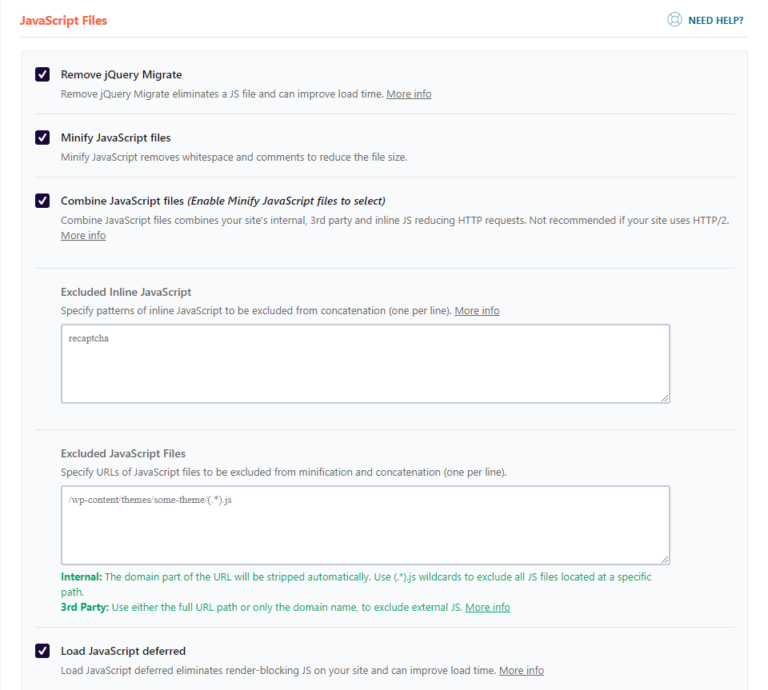 JavaScript Files
NEED HELP?
Remove jQuery Migrate
Remove jQuery Migrate eliminates a JS file and can improve load time. More info
Minify JavaScript files
Minify JavaScript removes whitespace and comments to reduce the file size.
Combine JavaScript files (Enable Minify JavaScript files to select)
Combine JavaScript files combines your site's internal, 3rd party and inline JS reducing HTTP requests. Not recommended if your site uses HTTP/2.
More info
Excluded Inline JavaScript
Specify patterns of inline JavaScript to be excluded from concatenation (one per line). More info
recaptcha
Excluded JavaScript Files
Specify URLs of JavaScript files to be excluded from minification and concatenation (one per line).
/wp-content/themes/some-theme/(.*).js
Internal: The domain part of the URL will be stripped automatically. Use (.*).js wildcards to exclude all JS files located at a specific
path.
3rd Party: Use either the full URL path or only the domain name, to exclude external JS. More info
Load JavaScript deferred
Load JavaScript deferred eliminates render-blocking JS on your site and can improve load time. More info